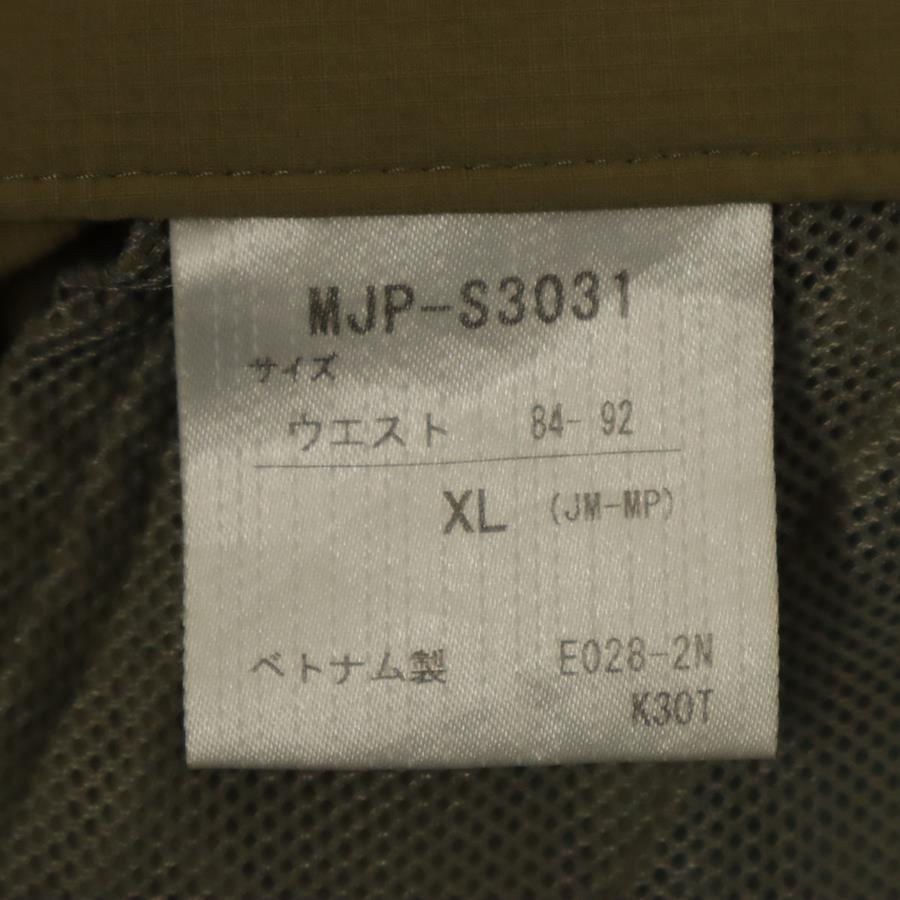 MJP-S3031
サイズ
ウエスト 84- 92
XL (JM-MP)
ベトナム製 E028-2N
K30T